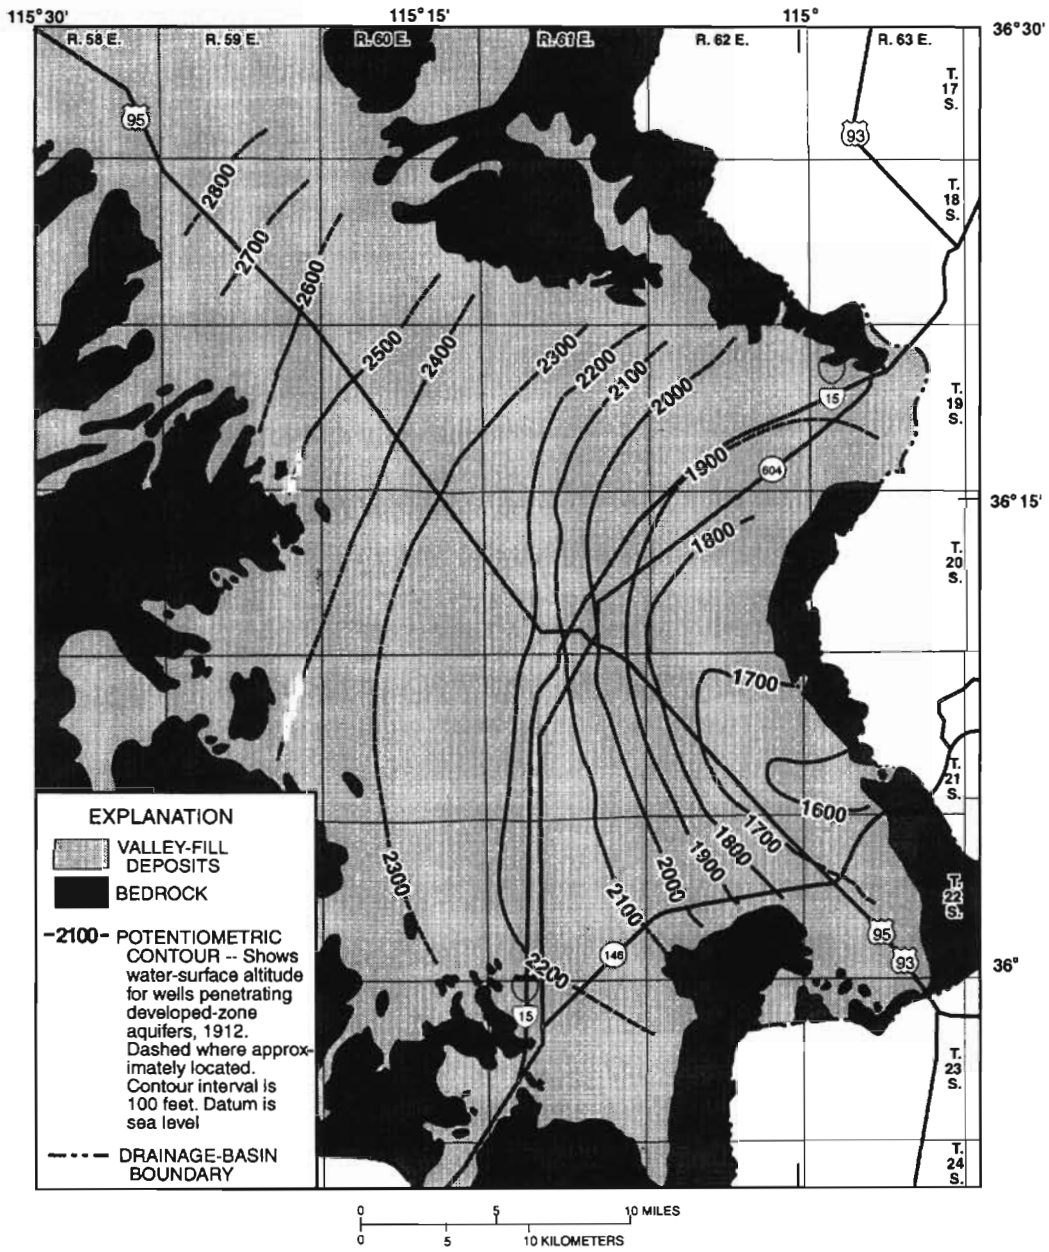 115°30'
115°15'
115°
36°30'
R. 58 E.
R. 59 E.
R. 60 E.
R. 61 E.
R. 62 E.
R. 63 E.
T.
17
S.
95
93
T.
18
S.
2800
2700
2600
2500
2400
2300
2200
2100
2000
15
T.
19
S.
1900
604
36°15'
1800
T.
20
S.
1700
T.
21
S.
1600
1700
1800
1900
2000
2100
2300
T.
22
S.
95
93
146
36°
2200
15
T.
23
S.
T.
24
S.
EXPLANATION
VALLEY-FILL
DEPOSITS
BEDROCK
-2100- POTENTIOMETRIC
CONTOUR -- Shows
water-surface altitude
for wells penetrating
developed-zone
aquifers, 1912.
Dashed where approx-
imately located.
Contour interval is
100 feet. Datum is
sea level
DRAINAGE-BASIN
BOUNDARY
0 5 10 MILES
0 5 10 KILOMETERS